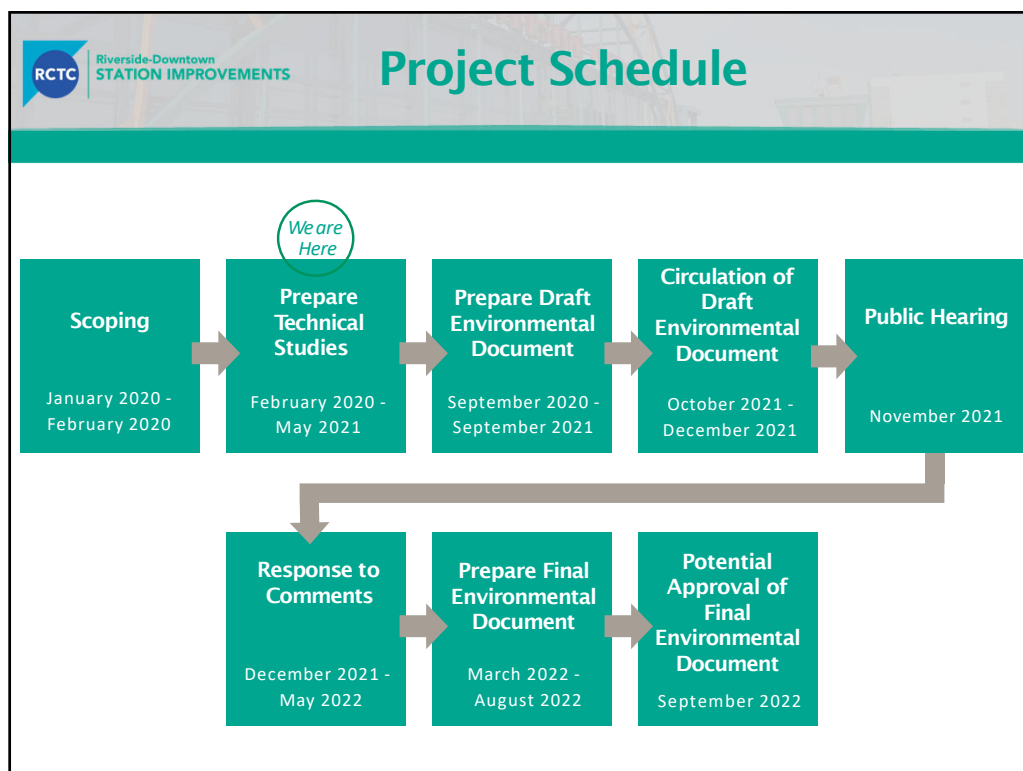 RCTC
Riverside-Downtown
STATION IMPROVEMENTS
Project Schedule
We are
Here
Scoping
January 2020 -
February 2020
Prepare
Technical
Studies
February 2020 -
May 2021
Prepare Draft
Environmental
Document
September 2020 -
September 2021
Circulation of
Draft
Environmental
Document
October 2021 -
December 2021
Public Hearing
November 2021
Response to
Comments
December 2021 -
May 2022
Prepare Final
Environmental
Document
March 2022 -
August 2022
Potential
Approval of
Final
Environmental
Document
September 2022